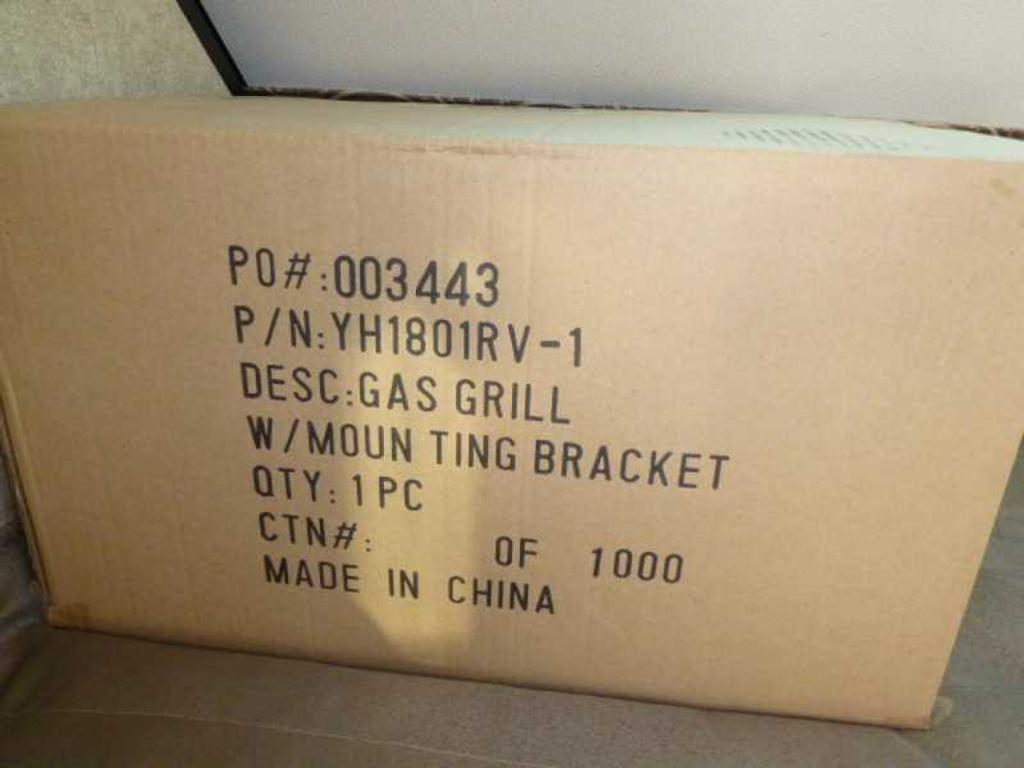 PO#:003443
P/N:YH1801RV-1
DESC:GAS GRILL
W/MOUN TING BRACKET
QTY: 1PC
CTN#: OF 1000
MADE IN CHINA